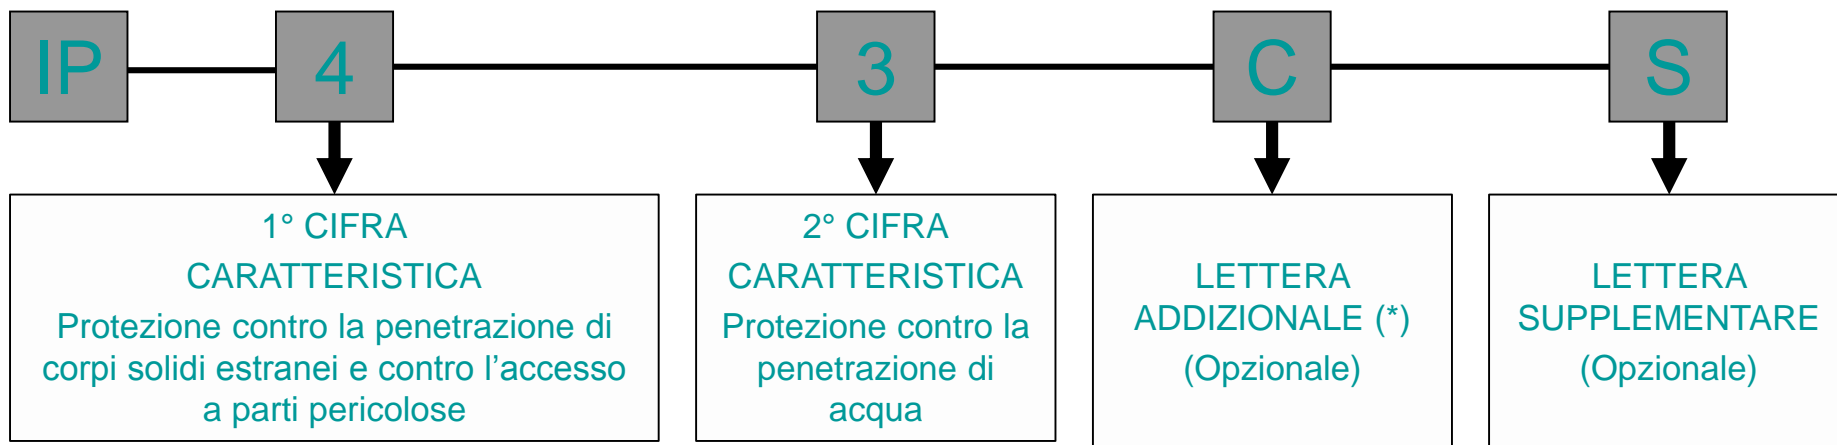 IP 4 3 C S
1° CIFRA
CARATTERISTICA
Protezione contro la penetrazione di
corpi solidi estranei e contro l'accesso
a parti pericolose
2° CIFRA
CARATTERISTICA
Protezione contro la
penetrazione di
acqua
LETTERA
ADDIZIONALE (*)
(Opzionale)
LETTERA
SUPPLEMENTARE
(Opzionale)